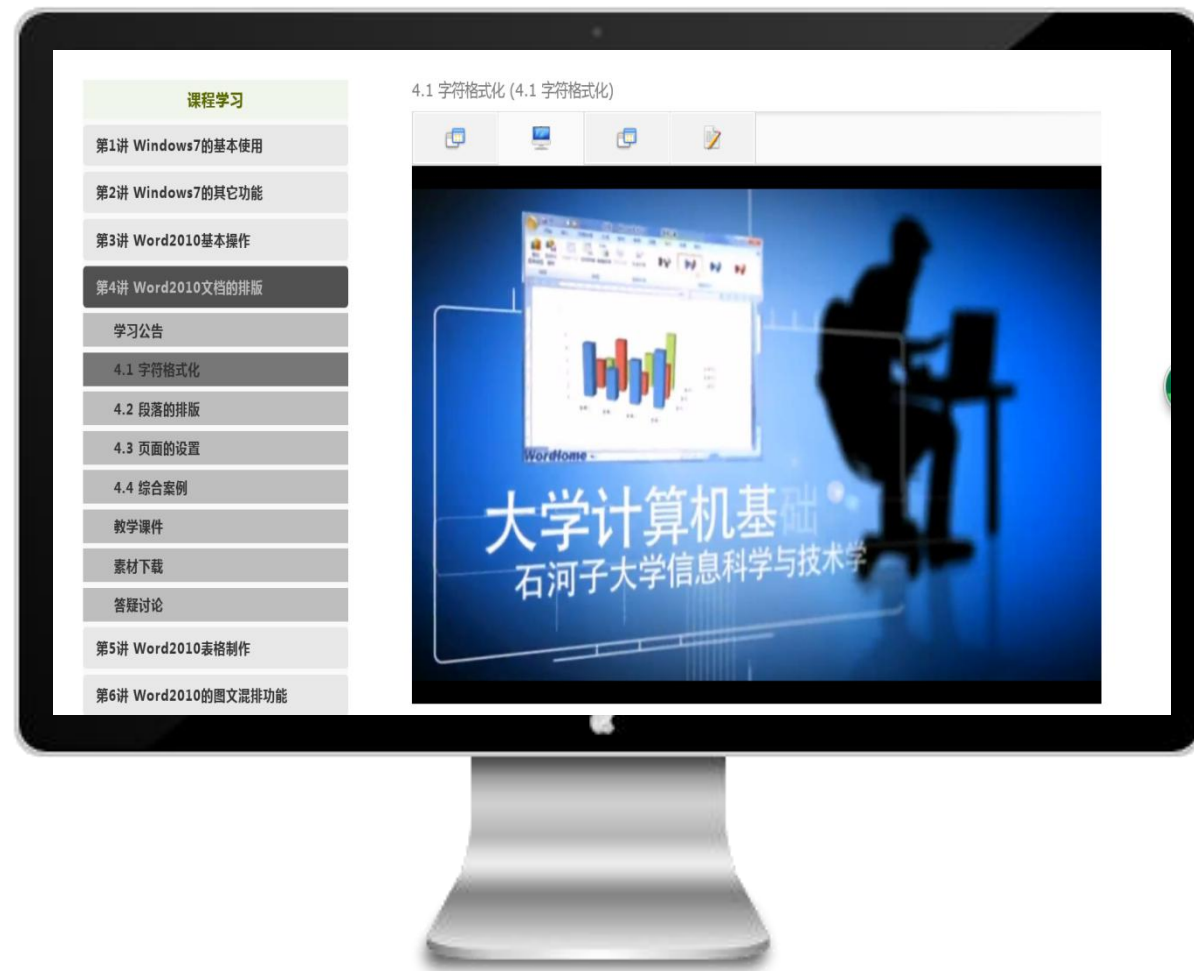 课程学习
第1讲 Windows7的基本使用
第2讲 Windows7的其它功能
第3讲 Word2010基本操作
第4讲 Word2010文档的排版
学习公告
4.1 字符格式化
4.2 段落的排版
4.3 页面的设置
4.4 综合案例
教学课件
素材下载
答疑讨论
第5讲 Word2010表格制作
第6讲 Word2010的图文混排功能
4.1 字符格式化 (4.1 字符格式化)
WordHome
大学计算机基础
石河子大学信息科学与技术学